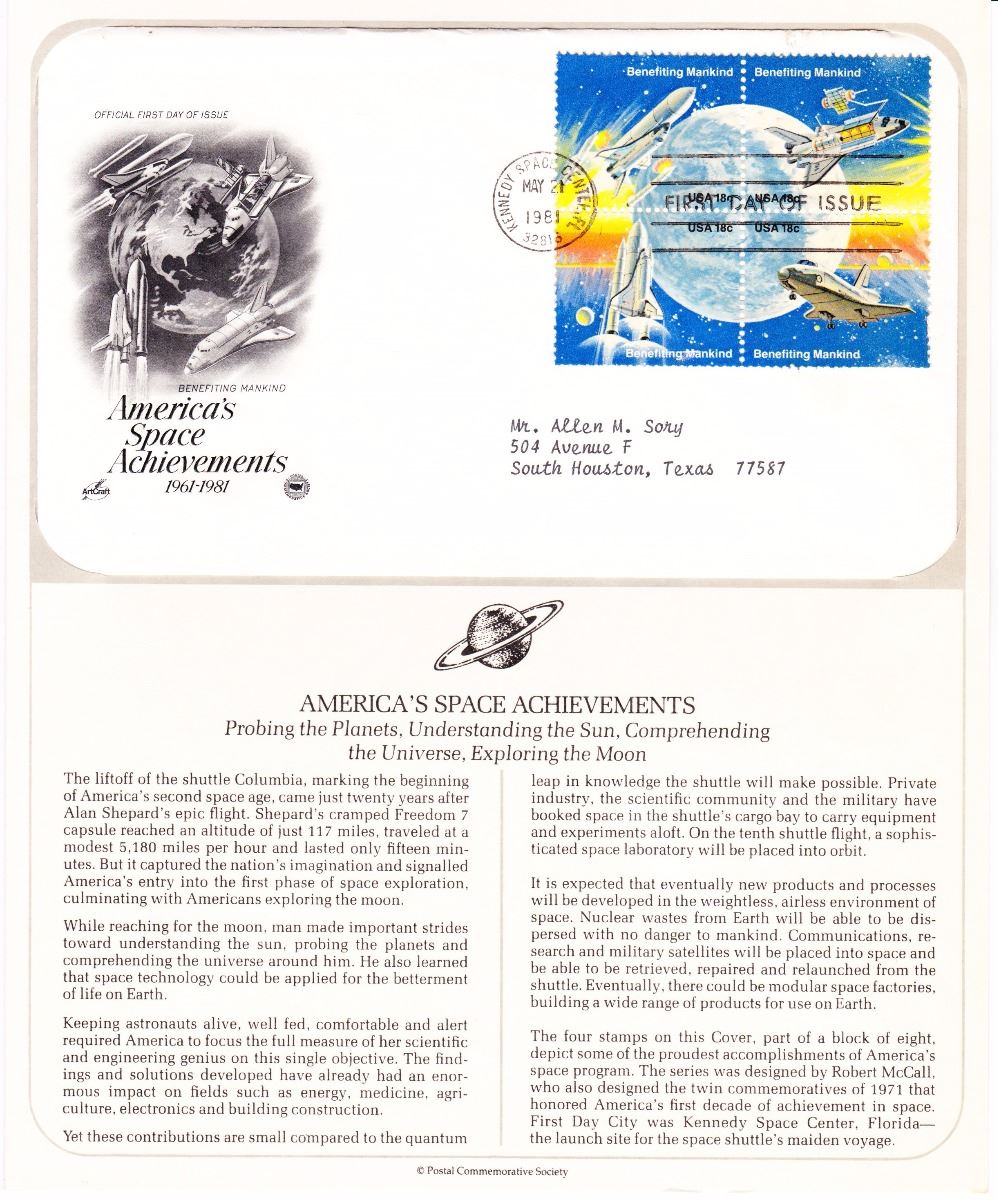 OFFICIAL FIRST DAY OF ISSUE
BENEFITING MANKIND
America's
Space
Achievements
1961-1981
ArtCraft
KENNEDY SPACE CENTER, FL
MAY 21
1981
32815
Benefiting Mankind
Benefiting Mankind
USA 18c
USA 18c
FIRST DAY OF ISSUE
USA 18c
USA 18c
Benefiting Mankind
Benefiting Mankind
Mr. Allen M. Sory
504 Avenue F
South Houston, Texas 77587
AMERICA'S SPACE ACHIEVEMENTS
Probing the Planets, Understanding the Sun, Comprehending
the Universe, Exploring the Moon
The liftoff of the shuttle Columbia, marking the beginning
of America's second space age, came just twenty years after
Alan Shepard's epic flight. Shepard's cramped Freedom 7
capsule reached an altitude of just 117 miles, traveled at a
modest 5,180 miles per hour and lasted only fifteen min-
utes. But it captured the nation's imagination and signalled
America's entry into the first phase of space exploration,
culminating with Americans exploring the moon.
While reaching for the moon, man made important strides
toward understanding the sun, probing the planets and
comprehending the universe around him. He also learned
that space technology could be applied for the betterment
of life on Earth.
Keeping astronauts alive, well fed, comfortable and alert
required America to focus the full measure of her scientific
and engineering genius on this single objective. The find-
ings and solutions developed have already had an enor-
mous impact on fields such as energy, medicine, agri-
culture, electronics and building construction.
Yet these contributions are small compared to the quantum
leap in knowledge the shuttle will make possible. Private
industry, the scientific community and the military have
booked space in the shuttle's cargo bay to carry equipment
and experiments aloft. On the tenth shuttle flight, a sophis-
ticated space laboratory will be placed into orbit.
It is expected that eventually new products and processes
will be developed in the weightless, airless environment of
space. Nuclear wastes from Earth will be able to be dis-
persed with no danger to mankind. Communications, re-
search and military satellites will be placed into space and
be able to be retrieved, repaired and relaunched from the
shuttle. Eventually, there could be modular space factories,
building a wide range of products for use on Earth.
The four stamps on this Cover, part of a block of eight,
depict some of the proudest accomplishments of America's
space program. The series was designed by Robert McCall,
who also designed the twin commemoratives of 1971 that
honored America's first decade of achievement in space.
First Day City was Kennedy Space Center, Florida—
the launch site for the space shuttle's maiden voyage.
© Postal Commemorative Society